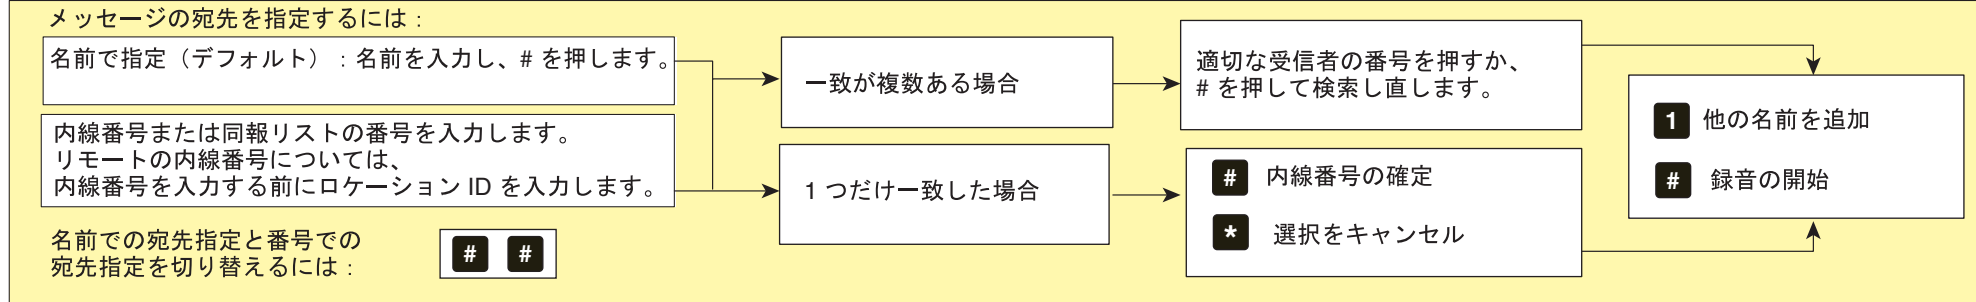 メッセージの宛先を指定するには：
名前で指定（デフォルト）：名前を入力し、# を押します。
内線番号または同報リストの番号を入力します。
リモートの内線番号については、
内線番号を入力する前にロケーション ID を入力します。
名前での宛先指定と番号での
宛先指定を切り替えるには：
# #
一致が複数ある場合
1 つだけ一致した場合
適切な受信者の番号を押すか、
# を押して検索し直します。
# 内線番号の確定
* 選択をキャンセル
1 他の名前を追加
# 録音の開始